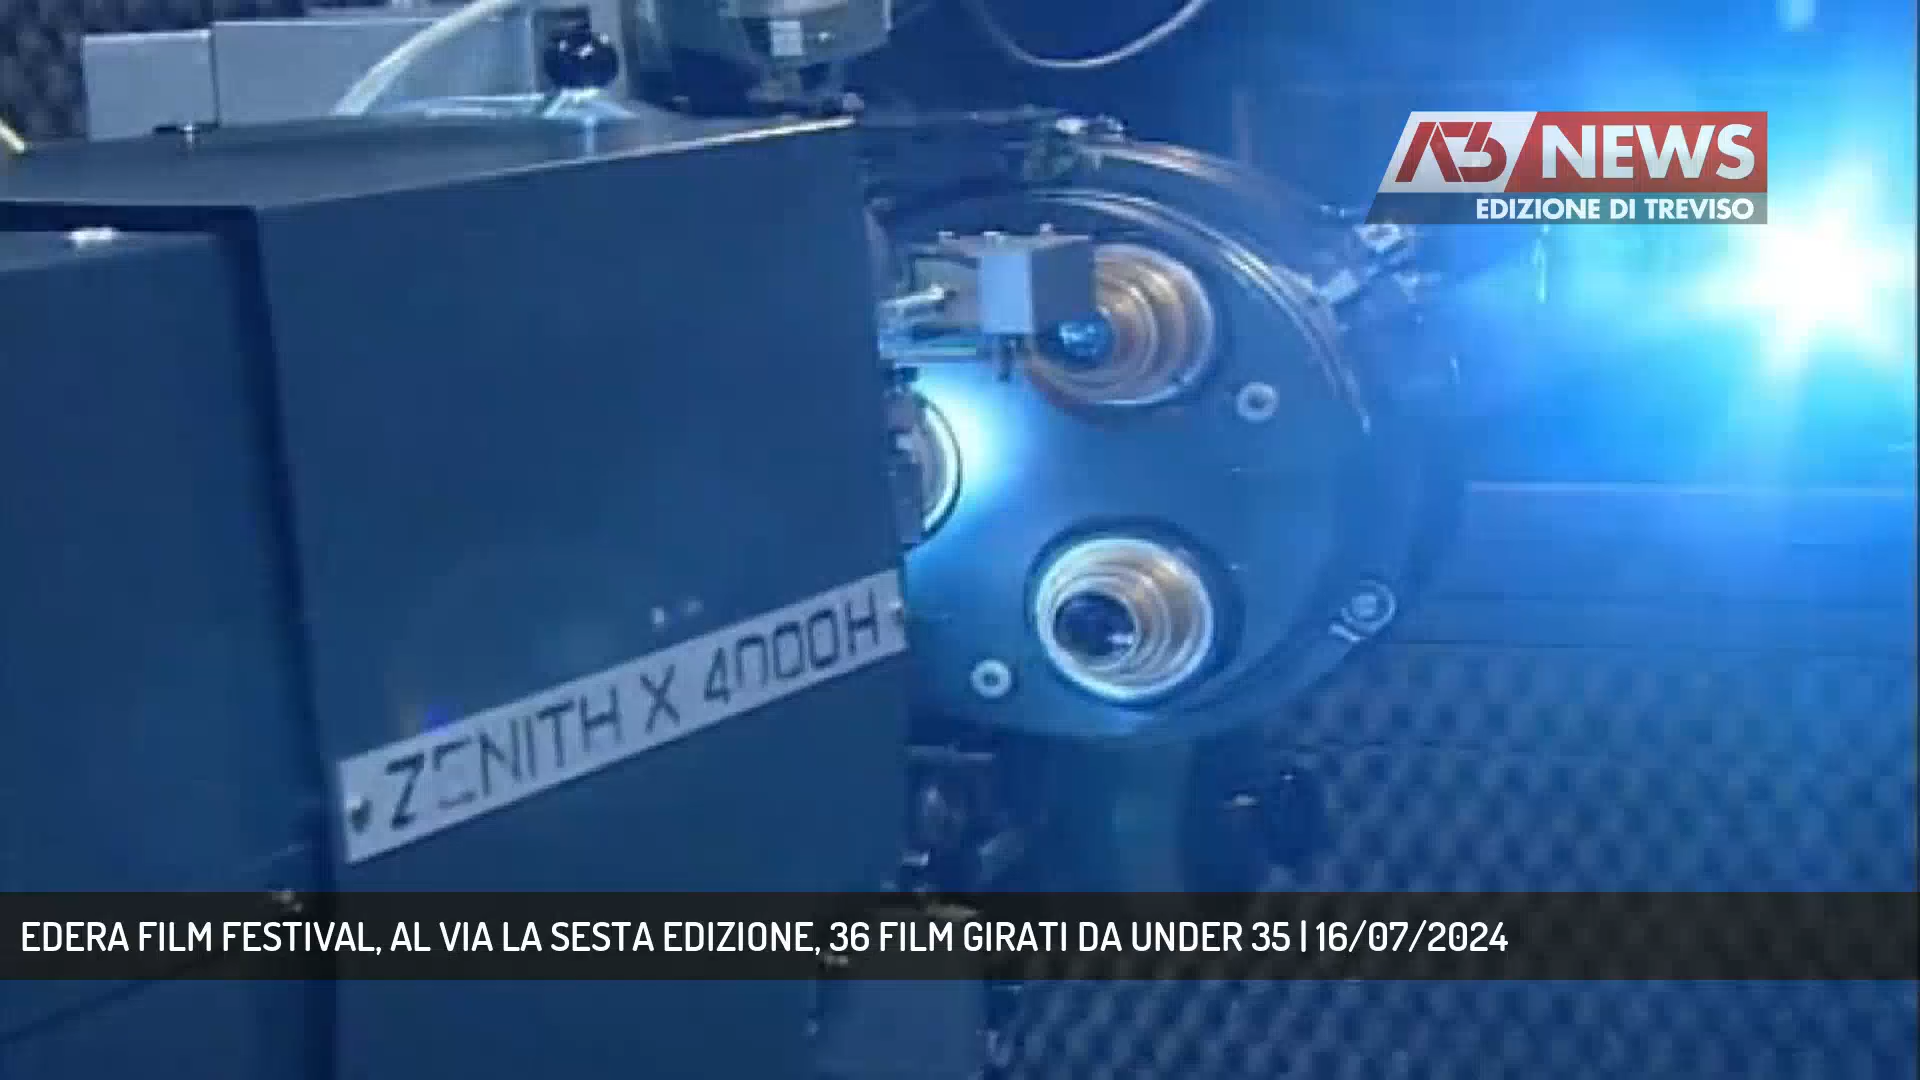 A3 NEWS
EDIZIONE DI TREVISO
ZENITH X 4000H
EDERA FILM FESTIVAL, AL VIA LA SESTA EDIZIONE, 36 FILM GIRATI DA UNDER 35 | 16/07/2024